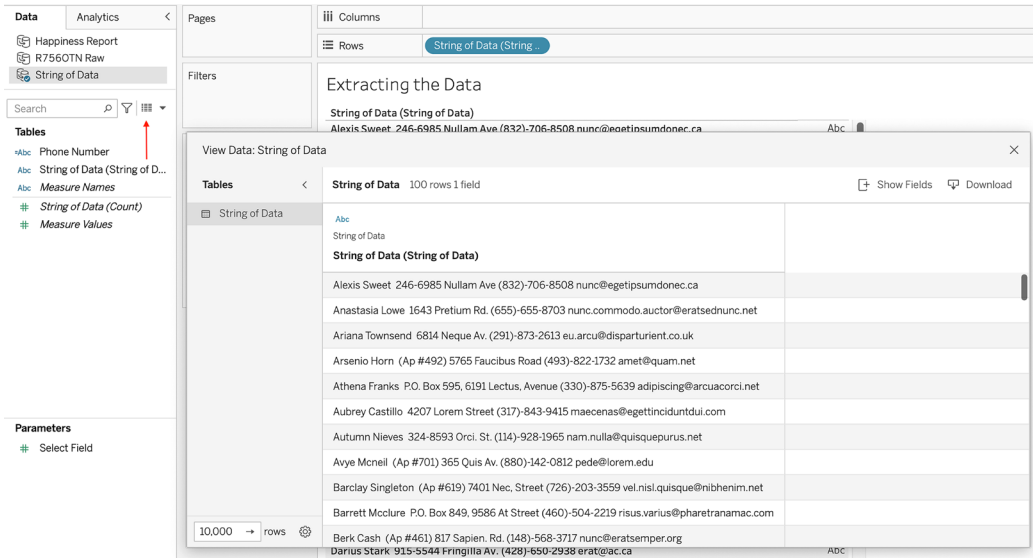 Data
Analytics
Pages
Columns
Happiness Report
R756OTN Raw
String of Data
Rows
String of Data (String ..
Filters
Search
Extracting the Data
String of Data (String of Data)
Alexis Sweet 246-6985 Nullam Ave (832)-706-8508 nunc@egetipsumdonec.ca
Abc
Tables
=Abc Phone Number
Abc String of Data (String of D...
Abc Measure Names
# String of Data (Count)
# Measure Values
Parameters
# Select Field
View Data: String of Data
Tables
String of Data 100 rows 1 field
Show Fields
Download
String of Data
Abc
String of Data
String of Data (String of Data)
Alexis Sweet 246-6985 Nullam Ave (832)-706-8508 nunc@egetipsumdonec.ca
Anastasia Lowe 1643 Pretium Rd. (655)-655-8703 nunc.commodo.auctor@eratsednunc.net
Ariana Townsend 6814 Neque Av. (291)-873-2613 eu.arcu@disparturient.co.uk
Arsenio Horn (Ap #492) 5765 Faucibus Road (493)-822-1732 amet@quam.net
Athena Franks P.O. Box 595, 6191 Lectus, Avenue (330)-875-5639 adipiscing@arcuacorci.net
Aubrey Castillo 4207 Lorem Street (317)-843-9415 maecenas@egettinciduntdui.com
Autumn Nieves 324-8593 Orci. St. (114)-928-1965 nam.nulla@quisquepurus.net
Avye Mcneil (Ap #701) 365 Quis Av. (880)-142-0812 pede@lorem.edu
Barclay Singleton (Ap #619) 7401 Nec, Street (726)-203-3559 vel.nisl.quisque@nibhenim.net
Barrett Mcclure P.O. Box 849, 9586 At Street (460)-504-2219 risus.varius@pharetranamac.com
Berk Cash (Ap #461) 817 Sapien. Rd. (148)-568-3717 nunc@eratsemper.org
10,000 → rows
Darius Stark 915-5544 Fringilla Av. (428)-650-2938 erat@ac.ca
Abc